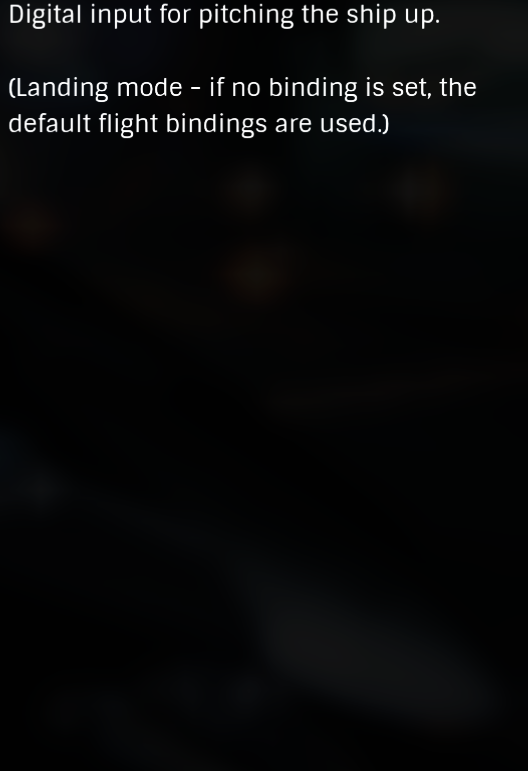 Digital input for pitching the ship up.
(Landing mode - if no binding is set, the
default flight bindings are used.)